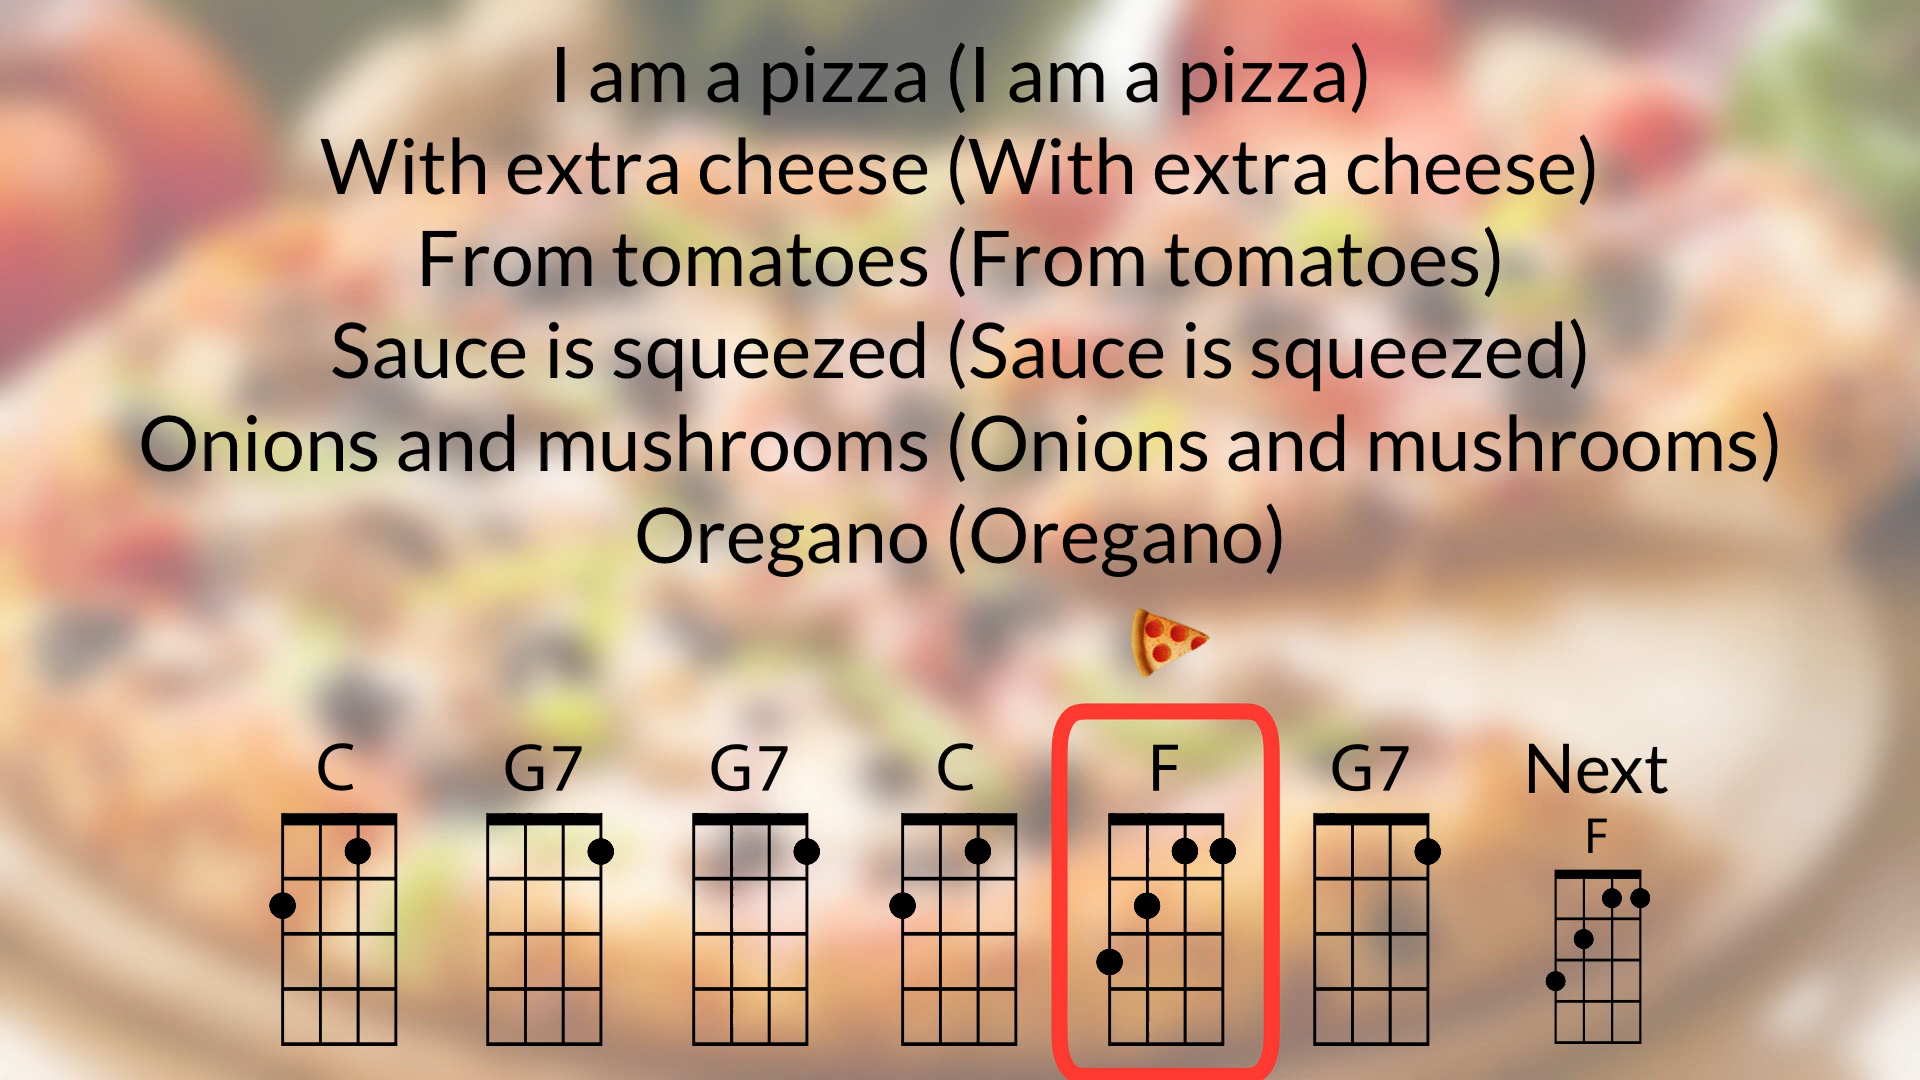 I am a pizza (I am a pizza)
With extra cheese (With extra cheese)
From tomatoes (From tomatoes)
Sauce is squeezed (Sauce is squeezed)
Onions and mushrooms (Onions and mushrooms)
Oregano (Oregano)
C G7 G7 C F G7 Next
F